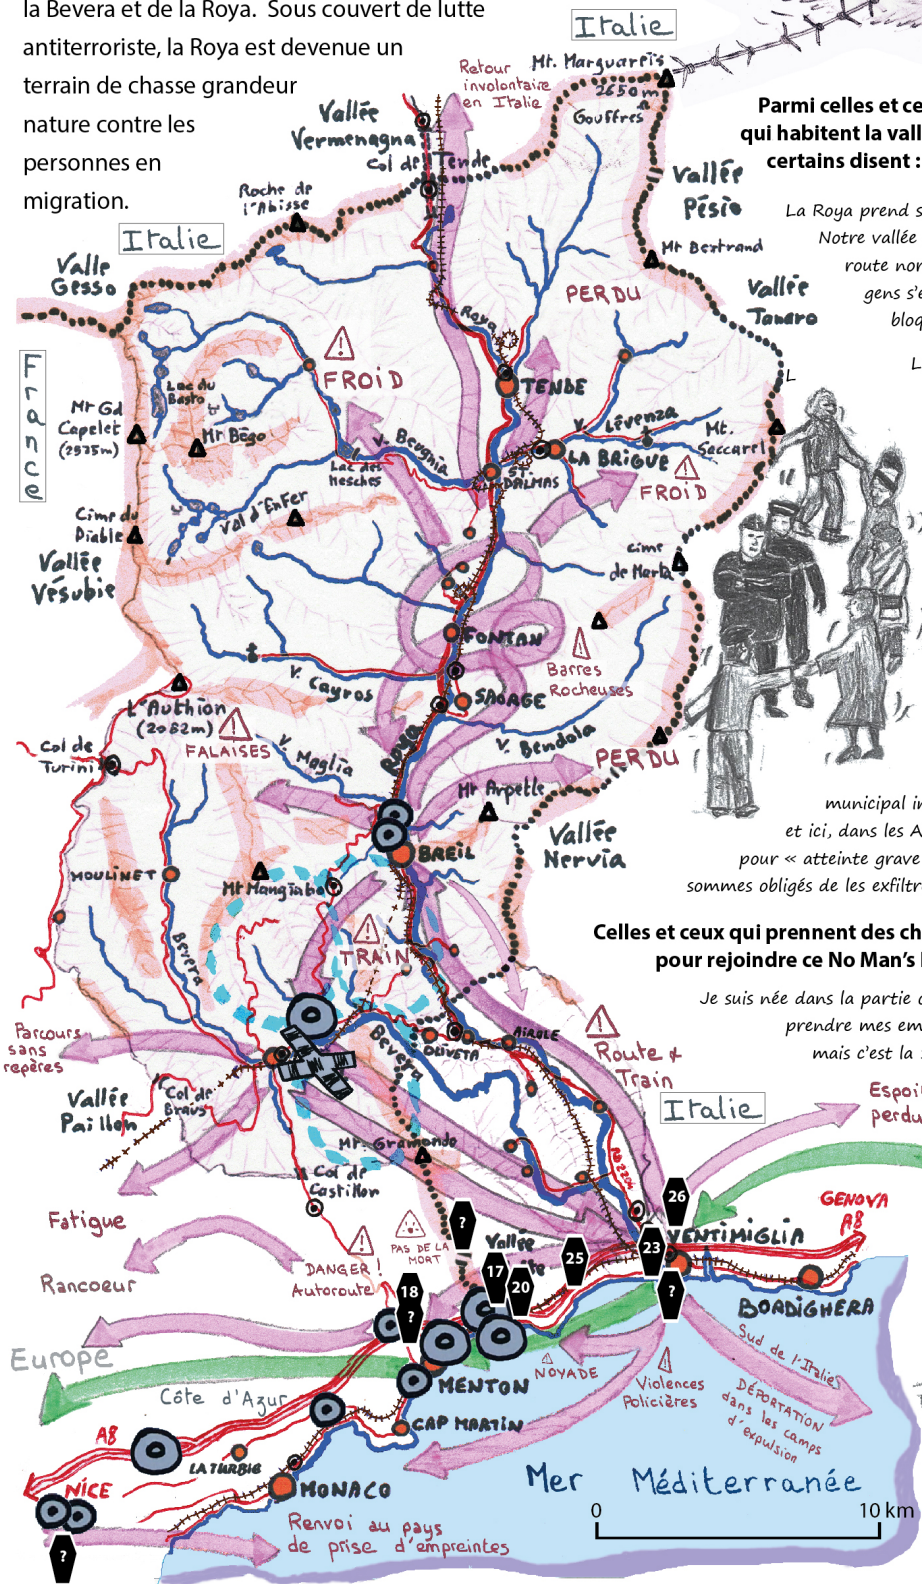 la Bevera et de la Roya. Sous couvert de lutte
antiterroriste, la Roya est devenue un
terrain de chasse grandeur
nature contre les
personnes en
migration.
Italie
Mt. Marguareis
2650m
Gouffres
Retour
involontaire
en Italie
Vallée
Vermenagna
Col de Tende
Parmi celles et ce
qui habitent la vall
certains disent :
Vallée
Pésio
Roche de
l'Abisse
La Roya prend s
Notre vallée
route nor
gens s'e
bloq
L
Italie
Valle
Gesso
Mt Bertrand
Vallée
Tanaro
PERDU
Roya
France
FROID
TENDE
L
Lac du
Basto
Mt Gd
Capelet
(2935m)
Mt Bégo
V. Beugnia
Lac des
Mesches
V. Lévenza
Mt.
Saccarel
LA BRIGUE
St
DALMAS
FROID
Val d'Enfer
Cime du
Diable
Vallée
Vésubie
Cime
de Marta
FONTAN
Barres
Rocheuses
V. Cayros
SAORGE
L'Authion
(2082m)
FALAISES
Roya
V. Bendola
PERDU
Col de
Turini
V. Maglia
Mt Arpette
municipal in
et ici, dans les A
pour « atteinte grave
sommes obligés de les exfiltr
Vallée
Nervia
BREIL
MOULINET
Mt Mangiabo
Bevera
TRAIN
Celles et ceux qui prennent des ch
pour rejoindre ce No Man's
Je suis née dans la partie
prendre mes em
mais c'est la
Parcours
sans
repères
Bevera
OLIVETA
AIROLE
Route +
Train
Vallée
Paillon
Col de
Braus
Italie
Espoi
perdu
Mt. Gramondo
Col de
Castillon
26
GENOVA
A8
Fatigue
?
PAS DE LA
MORT
Vallée
VENTIMIGLIA
23
25
17
20
?
Rancoeur
DANGER !
Autoroute
18
?
BORDIGHERA
Europe
Sud de l'Italie
DÉPORTATION
dans les camps
d'expulsion
NOYADE
Violences
Policières
Côte d'Azur
MENTON
CAP MARTIN
A8
LA TURBIE
NICE
MONACO
Mer Méditerranée
0 10 km
Renvoi au pays
de prise d'empreintes
?